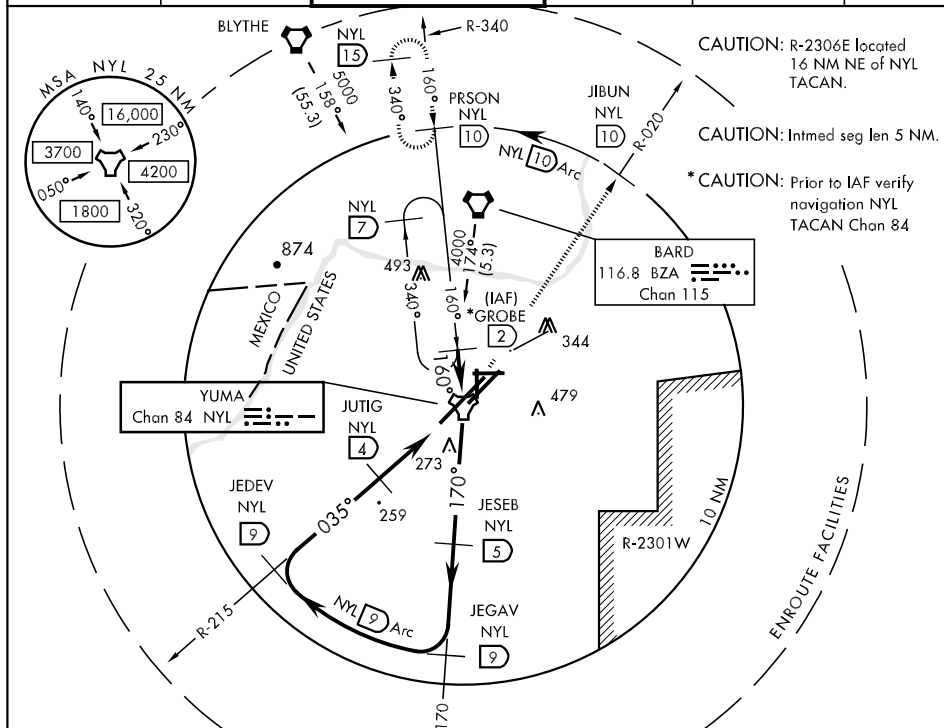 BLYTHE
NYL
15
R-340
5000
158°
(55.3)
340°
160°
PRSON
NYL
10
JIBUN
NYL
10
R-020
NYL 10 Arc
CAUTION: R-2306E located
16 NM NE of NYL
TACAN.
CAUTION: Intmed seg len 5 NM.
* CAUTION: Prior to IAF verify
navigation NYL
TACAN Chan 84
MSA NYL 25 NM
140°
16,000
230°
3700
4200
050°
1800
320°
NYL
7
4000
174°
(5.3)
BARD
116.8 BZA
Chan 115
874
493
340°
160°
(IAF)
*GROBE
2
344
MEXICO
UNITED STATES
160°
YUMA
Chan 84 NYL
JUTIG
NYL
4
479
273
170°
JEDEV
NYL
9
035°
259
JESEB
NYL
5
R-2301W
10 NM
ENROUTE FACILITIES
R-215
NYL 9 Arc
JEGAV
NYL
9
170